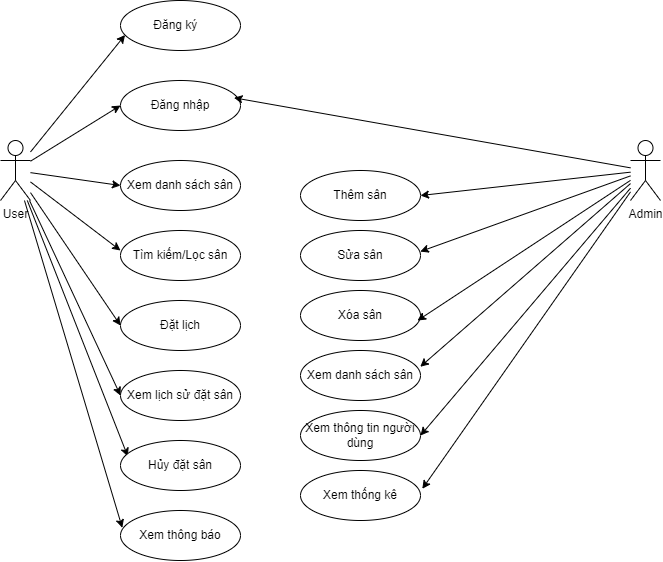 Đăng ký
Đăng nhập
User
Admin
Xem danh sách sân
Thêm sân
Tìm kiếm/Lọc sân
Sửa sân
Đặt lịch
Xóa sân
Xem lịch sử đặt sân
Xem danh sách sân
Xem thông tin người
dùng
Hủy đặt sân
Xem thống kê
Xem thông báo